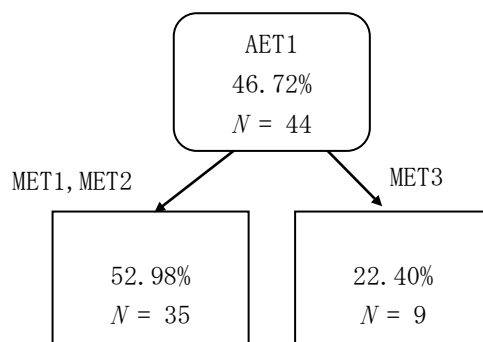 AET1
46.72%
N = 44
MET1, MET2
MET3
52.98%
N = 35
22.40%
N = 9